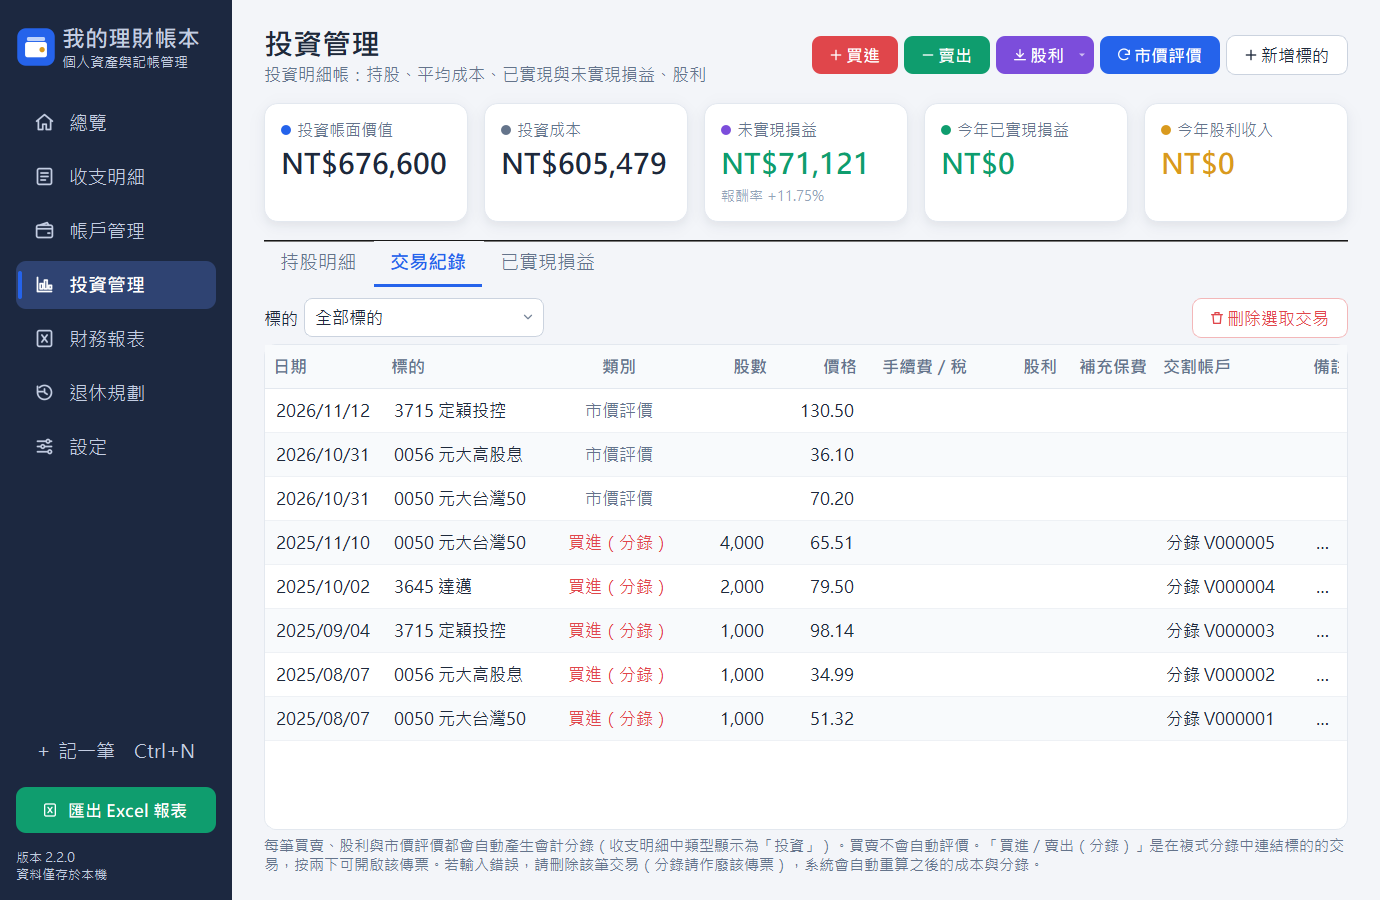 我的理財帳本
個人資產與記帳管理
總覽
收支明細
帳戶管理
投資管理
財務報表
退休規劃
設定
+ 記一筆 Ctrl+N
匯出 Excel 報表
版本 2.2.0
資料僅存於本機
投資管理
投資明細帳：持股、平均成本、已實現與未實現損益、股利
+ 買進
− 賣出
股利
市價評價
+ 新增標的
投資帳面價值
NT$676,600
投資成本
NT$605,479
未實現損益
NT$71,121
報酬率 +11.75%
今年已實現損益
NT$0
今年股利收入
NT$0
持股明細 交易紀錄 已實現損益
標的 全部標的
刪除選取交易
日期 標的 類別 股數 價格 手續費 / 稅 股利 補充保費 交割帳戶 備註
2026/11/12 3715 定穎投控 市價評價 130.50
2026/10/31 0056 元大高股息 市價評價 36.10
2026/10/31 0050 元大台灣50 市價評價 70.20
2025/11/10 0050 元大台灣50 買進（分錄） 4,000 65.51 分錄 V000005 ...
2025/10/02 3645 達邁 買進（分錄） 2,000 79.50 分錄 V000004 ...
2025/09/04 3715 定穎投控 買進（分錄） 1,000 98.14 分錄 V000003 ...
2025/08/07 0056 元大高股息 買進（分錄） 1,000 34.99 分錄 V000002 ...
2025/08/07 0050 元大台灣50 買進（分錄） 1,000 51.32 分錄 V000001 ...
每筆買賣、股利與市價評價都會自動產生會計分錄（收支明細中類型顯示為「投資」）。買賣不會自動評價。「買進 / 賣出（分錄）」是在複式分錄中連結標的的交
易，按兩下可開啟該傳票。若輸入錯誤，請刪除該筆交易（分錄請作廢該傳票），系統會自動重算之後的成本與分錄。